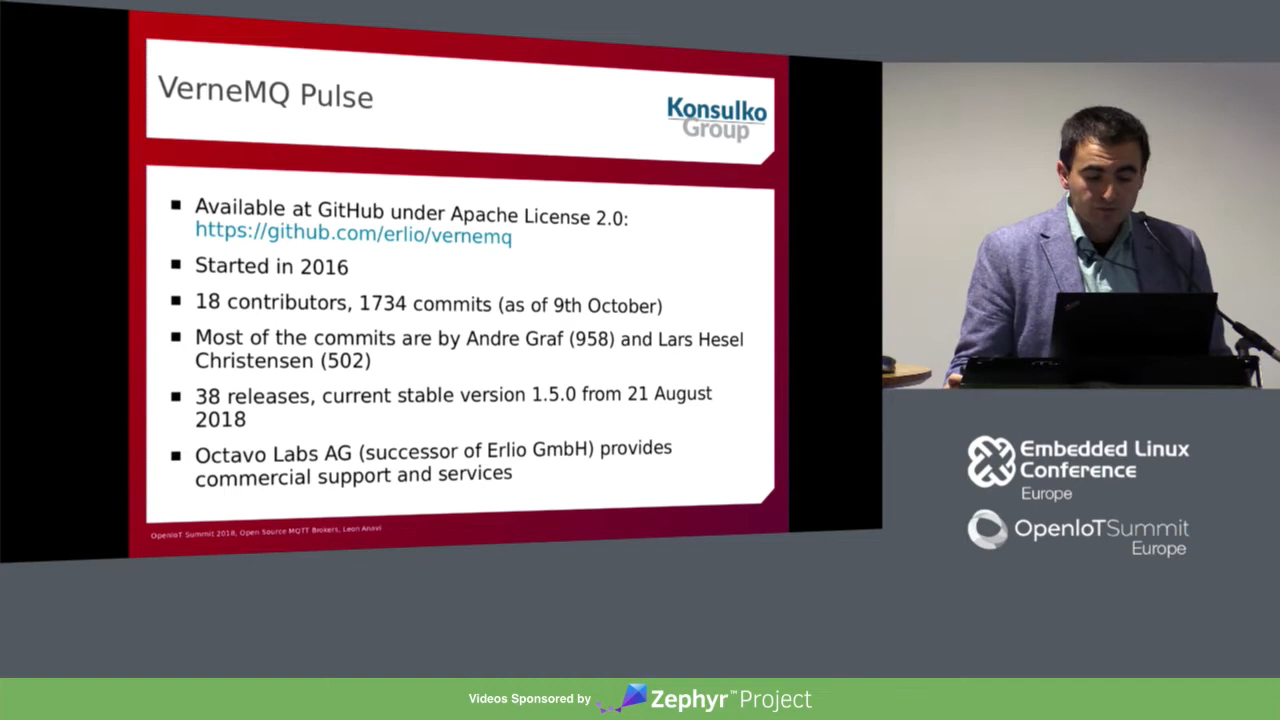 VerneMQ Pulse
Konsulko
Group
■ Available at GitHub under Apache License 2.0:
https://github.com/erlio/vernemq
■ Started in 2016
■ 18 contributors, 1734 commits (as of 9th October)
■ Most of the commits are by Andre Graf (958) and Lars Hesel
Christensen (502)
■ 38 releases, current stable version 1.5.0 from 21 August
2018
■ Octavo Labs AG (successor of Erlio GmbH) provides
commercial support and services
OpenIoT Summit 2018, Open Source MQTT Brokers, Leon Anavi
Embedded Linux
Conference
Europe
OpenIoTSummit
Europe
Videos Sponsored by Zephyr™Project